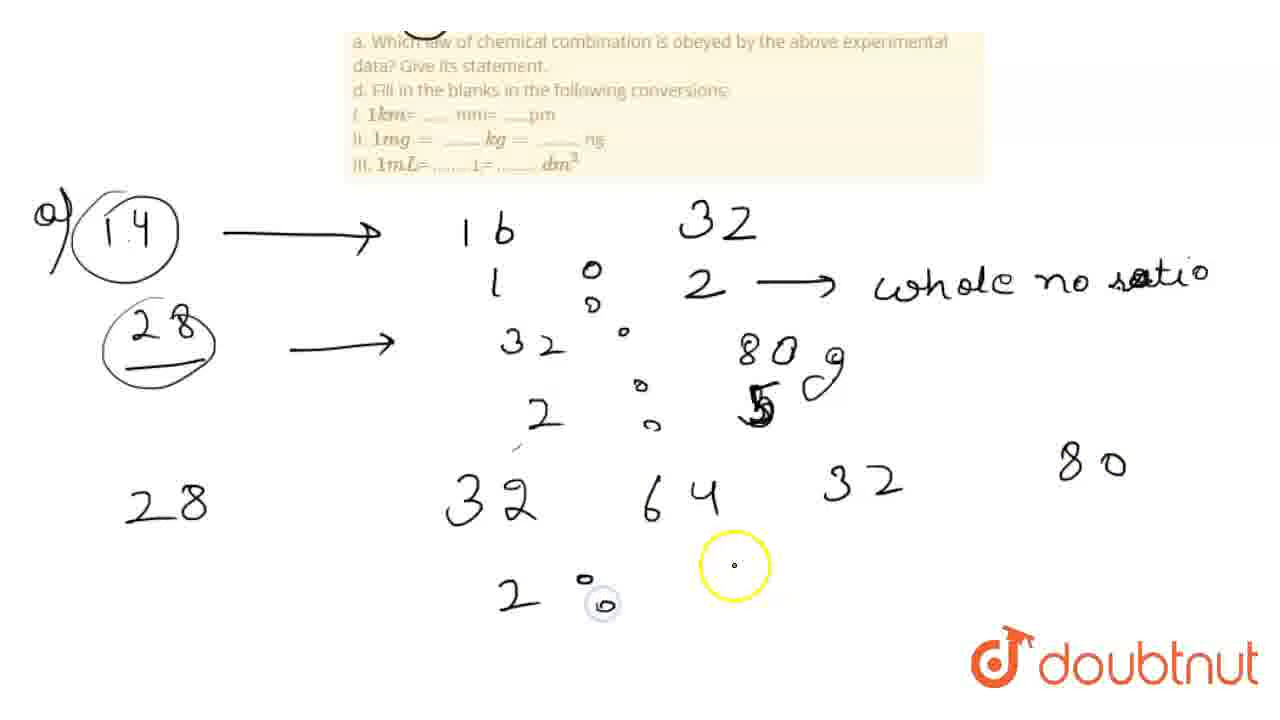 a. Which law of chemical combination is obeyed by the above experimental
data? Give its statement.
d. Fill in the blanks in the following conversions:
i. 1km= ...... mm= ......pm
ii. 1mg = ........ kg = ......... ng
iii. 1mL=....... L= ......... dm³
a) 14 → 16 32
1 : 2 → whole no ratio
28 → 32 : 80 g
2 : 5
28 32 64 32 80
2 :
doubtnut